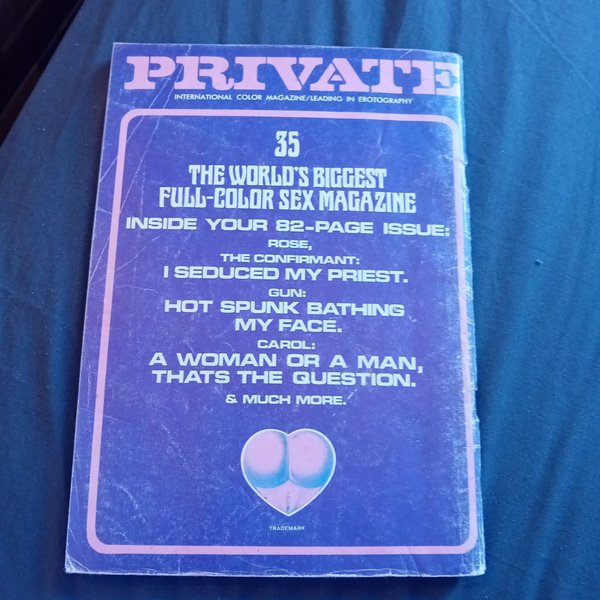 PRIVATE
INTERNATIONAL COLOR MAGAZINE/LEADING IN EROTOGRAPHY
35
THE WORLD'S BIGGEST
FULL-COLOR SEX MAGAZINE
INSIDE YOUR 82-PAGE ISSUE:
ROSE,
THE CONFIRMANT:
I SEDUCED MY PRIEST.
GUN:
HOT SPUNK BATHING
MY FACE.
CAROL:
A WOMAN OR A MAN,
THATS THE QUESTION.
& MUCH MORE.
TRADEMARK